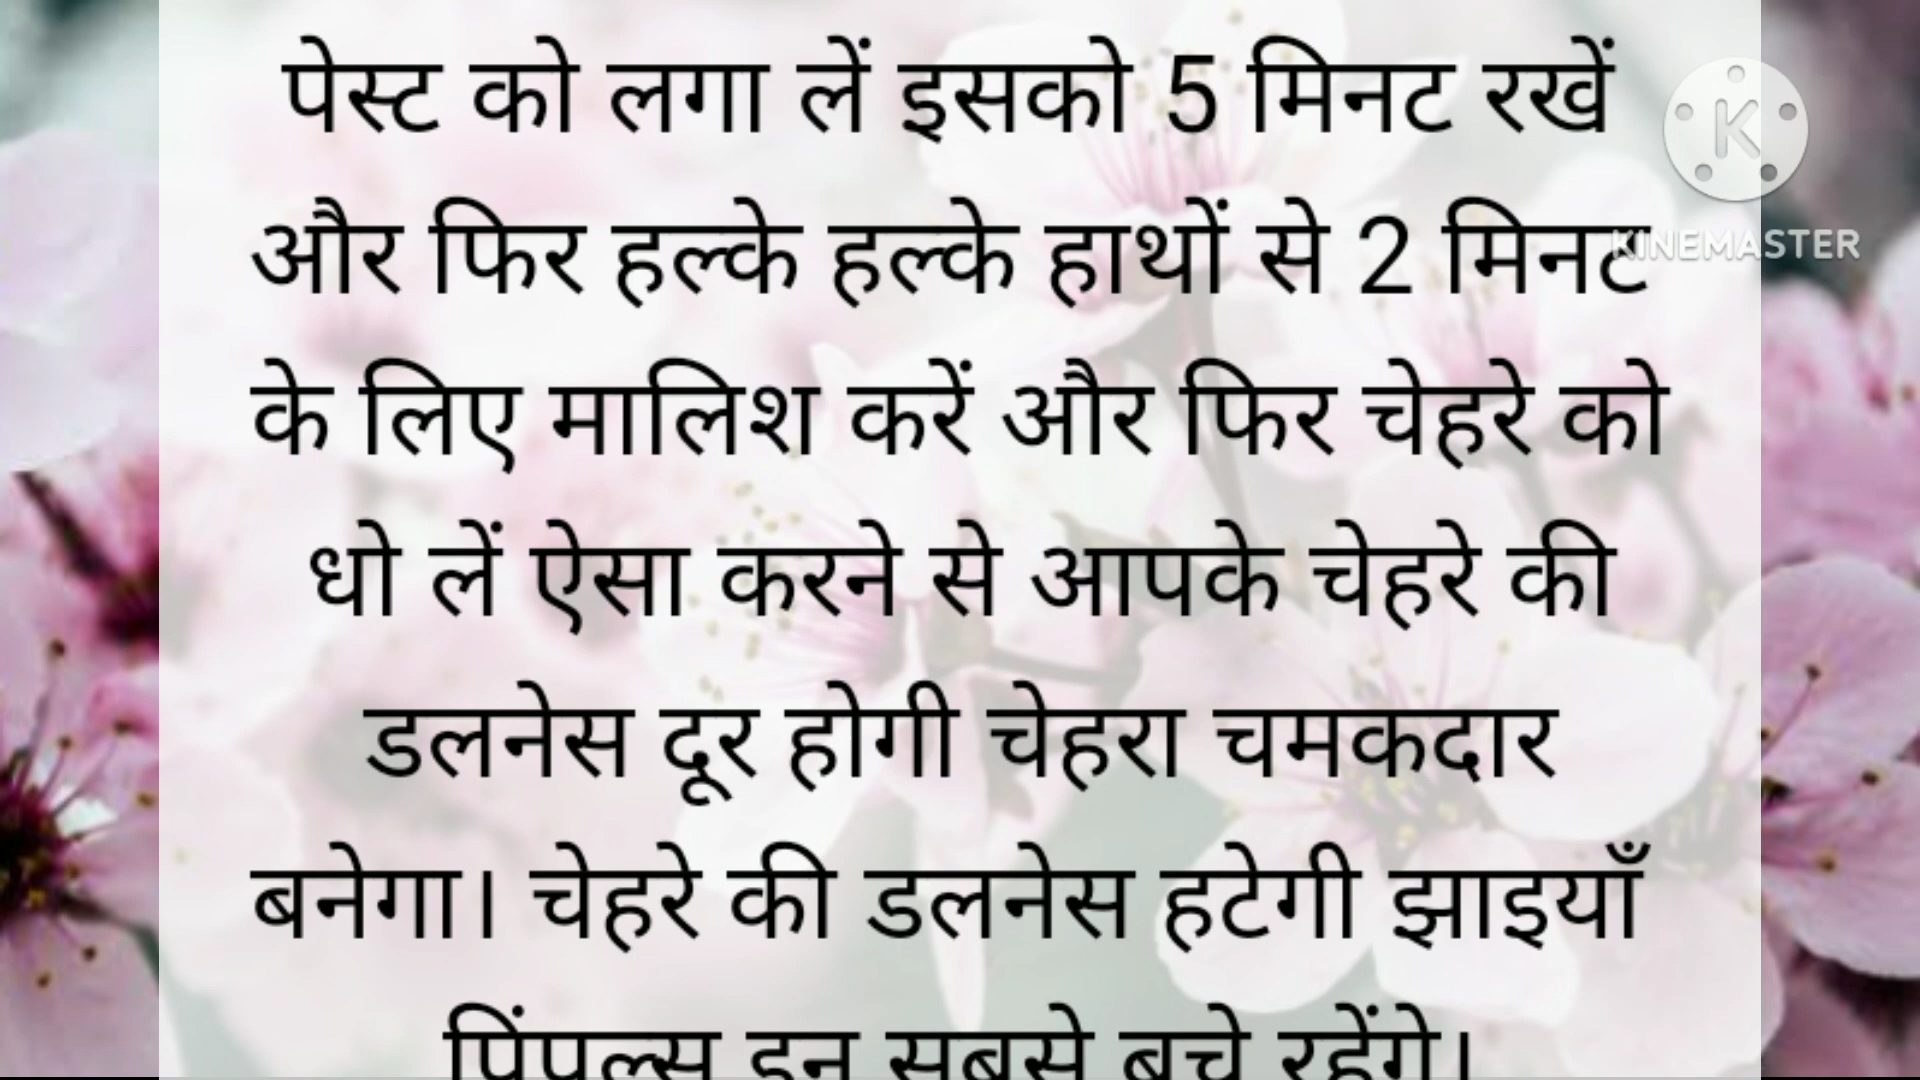 पेस्ट को लगा लें इसको 5 मिनट रखें
और फिर हल्के हल्के हाथों से 2 मिनट
के लिए मालिश करें और फिर चेहरे को
धो लें ऐसा करने से आपके चेहरे की
डलनेस दूर होगी चेहरा चमकदार
बनेगा। चेहरे की डलनेस हटेगी झाइयाँ
पिंपल्स इन सबसे बचे रहेंगे।
K
KINEMASTER